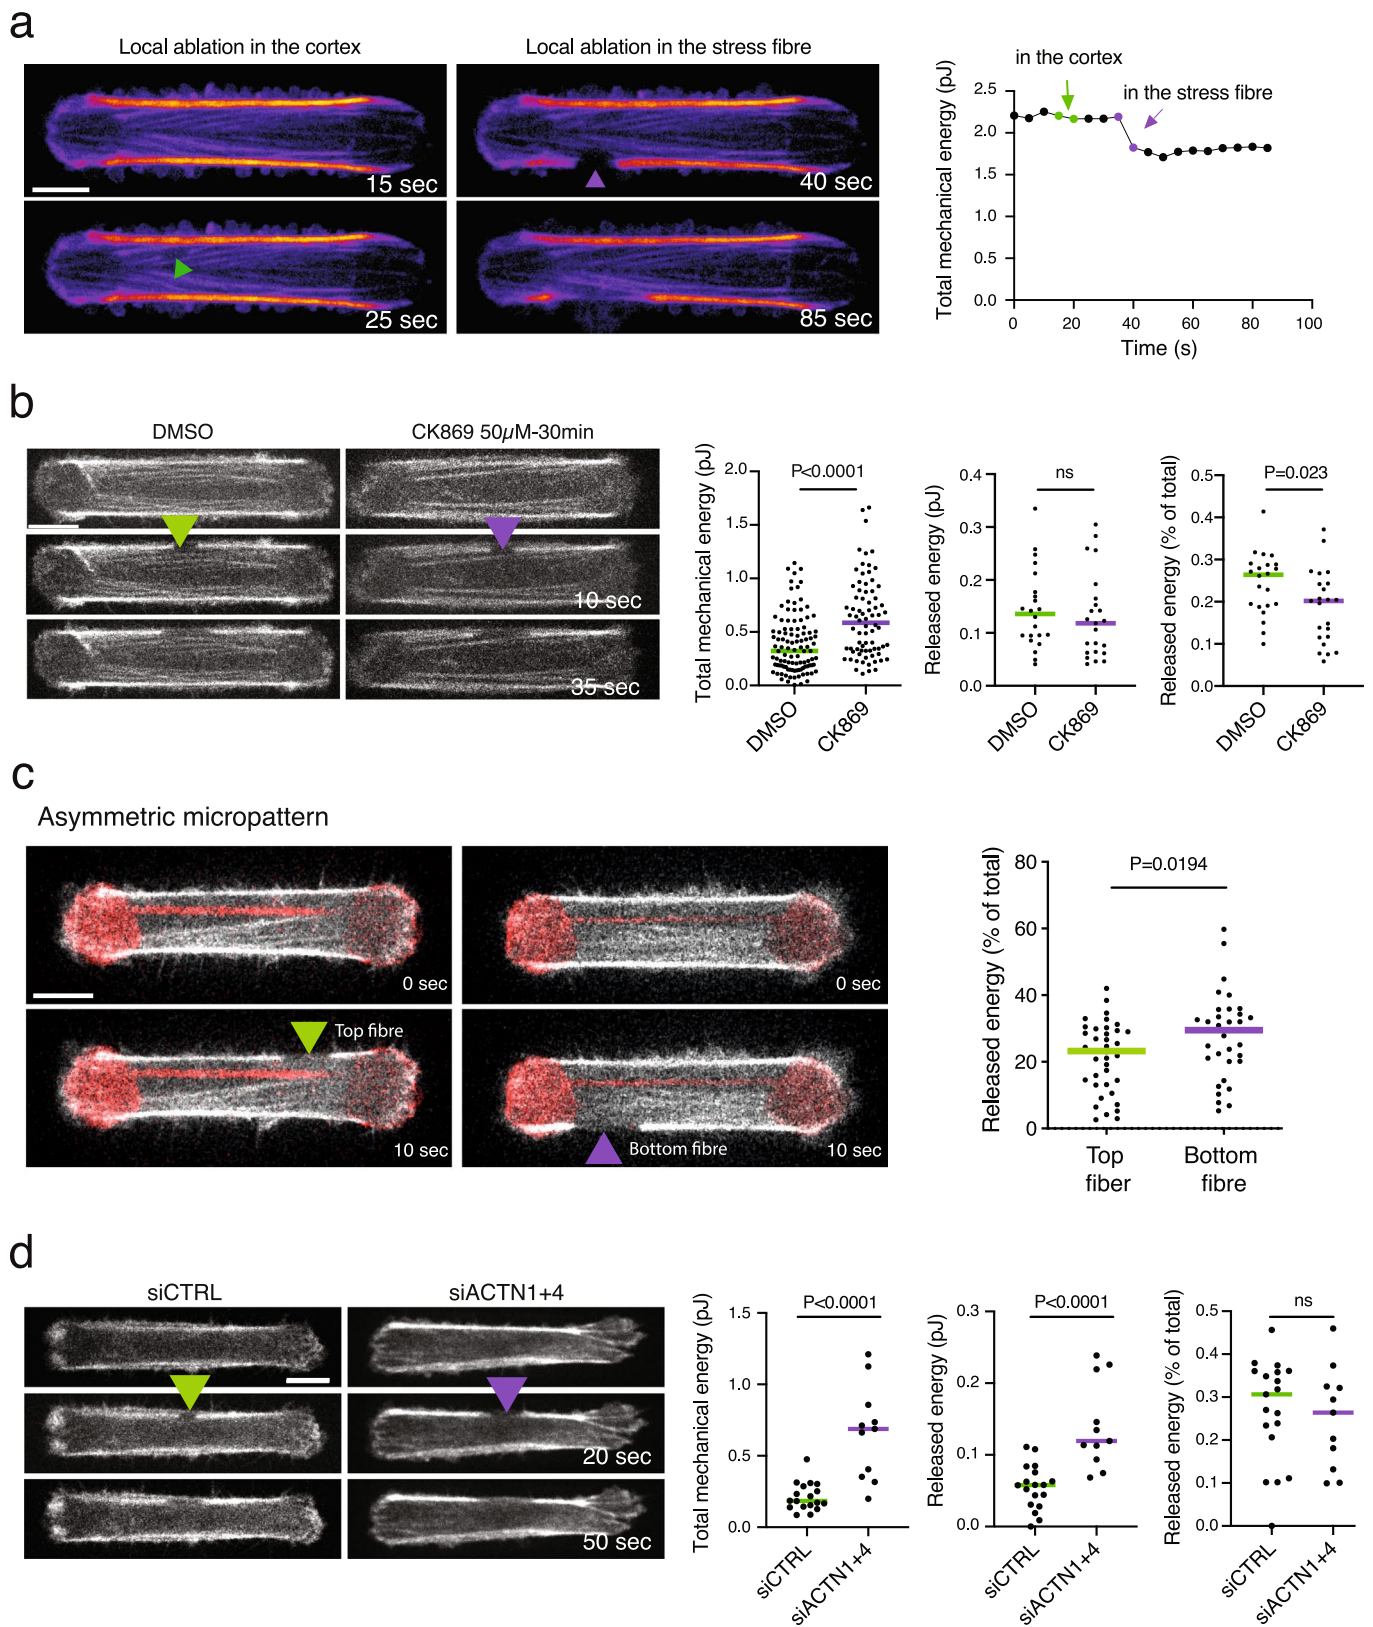 a
Local ablation in the cortex
Local ablation in the stress fibre
15 sec
40 sec
25 sec
85 sec
in the cortex
in the stress fibre
Total mechanical energy (pJ)
2.5
2.0
1.5
1.0
0.5
0.0
0
20
40
60
80
100
Time (s)
b
DMSO
CK869 50µM-30min
10 sec
35 sec
Total mechanical energy (pJ)
2.0
1.5
1.0
0.5
0.0
P<0.0001
DMSO
CK869
Released energy (pJ)
0.4
0.3
0.2
0.1
0.0
ns
DMSO
CK869
Released energy (% of total)
0.5
0.4
0.3
0.2
0.1
0.0
P=0.023
DMSO
CK869
c
Asymmetric micropattern
0 sec
0 sec
Top fibre
10 sec
Bottom fibre
10 sec
Released energy (% of total)
80
60
40
20
0
P=0.0194
Top
fiber
Bottom
fibre
d
siCTRL
siACTN1+4
20 sec
50 sec
Total mechanical energy (pJ)
1.5
1.0
0.5
0.0
P<0.0001
siCTRL
siACTN1+4
Released energy (pJ)
0.3
0.2
0.1
0.0
P<0.0001
siCTRL
siACTN1+4
Released energy (% of total)
0.5
0.4
0.3
0.2
0.1
0.0
ns
siCTRL
siACTN1+4